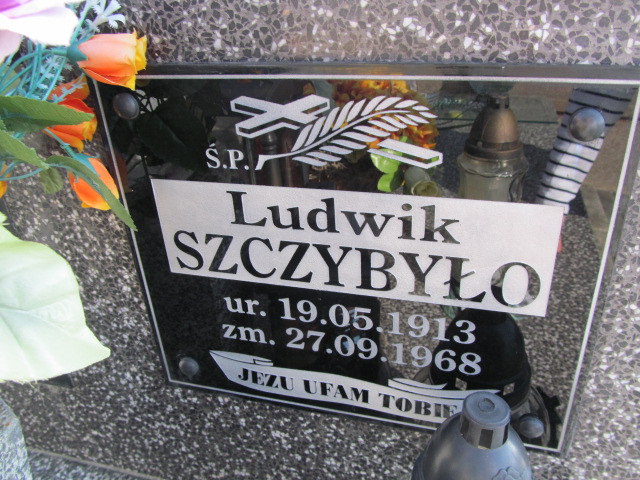 Ś.P.
Ludwik
SZCZYBYŁO
ur. 19.05.1913
zm. 27.09.1968
JEZU UFAM TOBIE